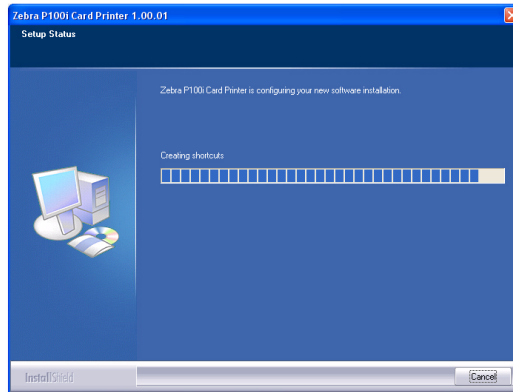 Zebra P100i Card Printer 1.00.01
Setup Status
Zebra P100i Card Printer is configuring your new software installation.
Creating shortcuts
InstallShield
Cancel